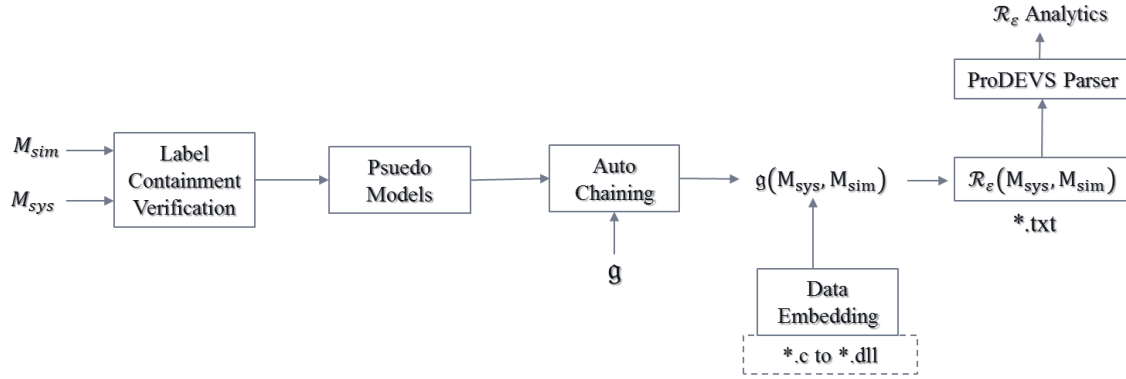 ℛ_ε Analytics
ProDEVS Parser
M_sim
M_sys
Label
Containment
Verification
Psuedo
Models
Auto
Chaining
𝔤
𝔤(M_sys, M_sim)
ℛ_ε(M_sys, M_sim)
*.txt
Data
Embedding
*.c to *.dll